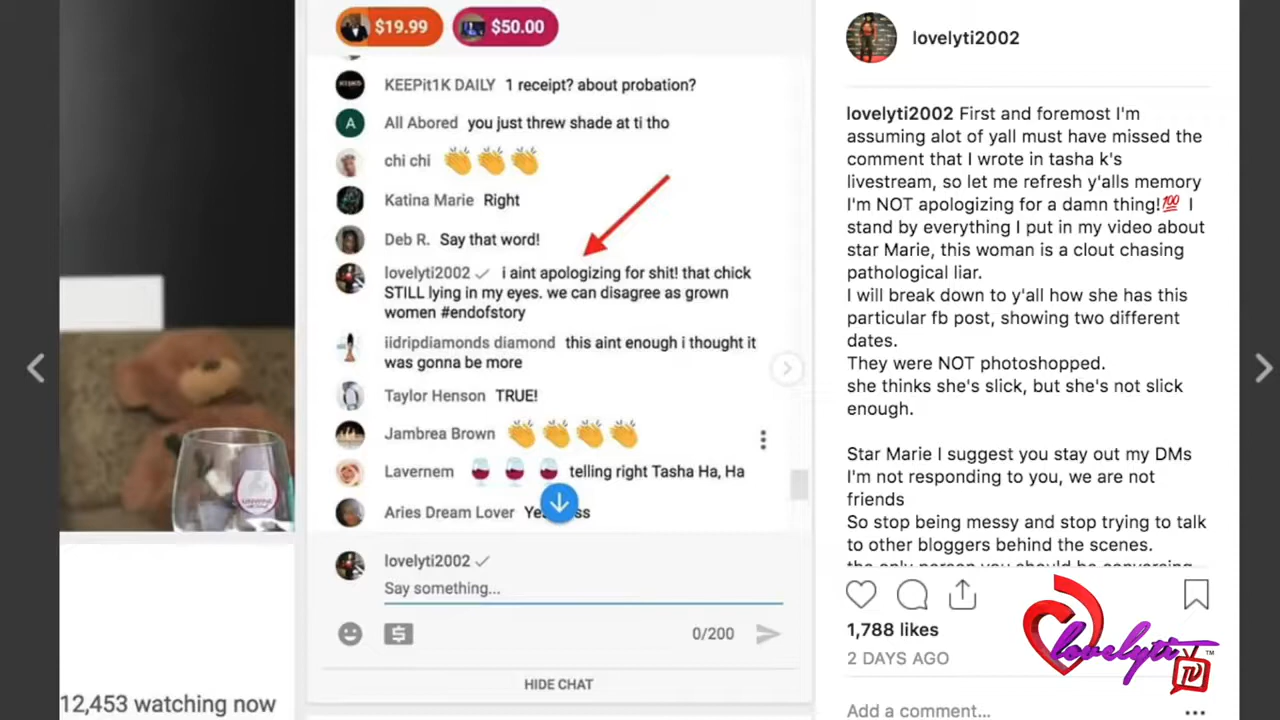 $19.99 $50.00
KEEPit1K DAILY 1 receipt? about probation?
A All Abored you just threw shade at ti tho
chi chi 👏 👏 👏
Katina Marie Right
Deb R. Say that word!
lovelyti2002 ✓ i aint apologizing for shit! that chick
STILL lying in my eyes. we can disagree as grown
women #endofstory
iidripdiamonds diamond this aint enough i thought it
was gonna be more
Taylor Henson TRUE!
Jambrea Brown 👏 👏 👏 👏
Lavernem 🍷 🍷 🍷 telling right Tasha Ha, Ha
Aries Dream Lover
lovelyti2002 ✓
Say something...
0/200
HIDE CHAT
12,453 watching now
lovelyti2002
lovelyti2002 First and foremost I'm
assuming alot of yall must have missed the
comment that I wrote in tasha k's
livestream, so let me refresh y'alls memory
I'm NOT apologizing for a damn thing!💯 I
stand by everything I put in my video about
star Marie, this woman is a clout chasing
pathological liar.
I will break down to y'all how she has this
particular fb post, showing two different
dates.
They were NOT photoshopped.
she thinks she's slick, but she's not slick
enough.
Star Marie I suggest you stay out my DMs
I'm not responding to you, we are not
friends
So stop being messy and stop trying to talk
to other bloggers behind the scenes.
the only person you should be conversing
1,788 likes
2 DAYS AGO
Add a comment...
Lovelyti TV ™